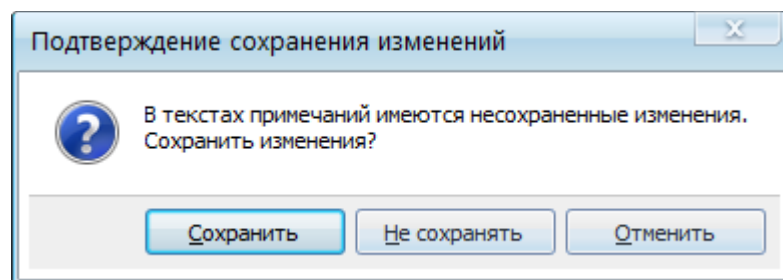 Подтверждение сохранения изменений
В текстах примечаний имеются несохраненные изменения.
Сохранить изменения?
Сохранить
Не сохранять
Отменить